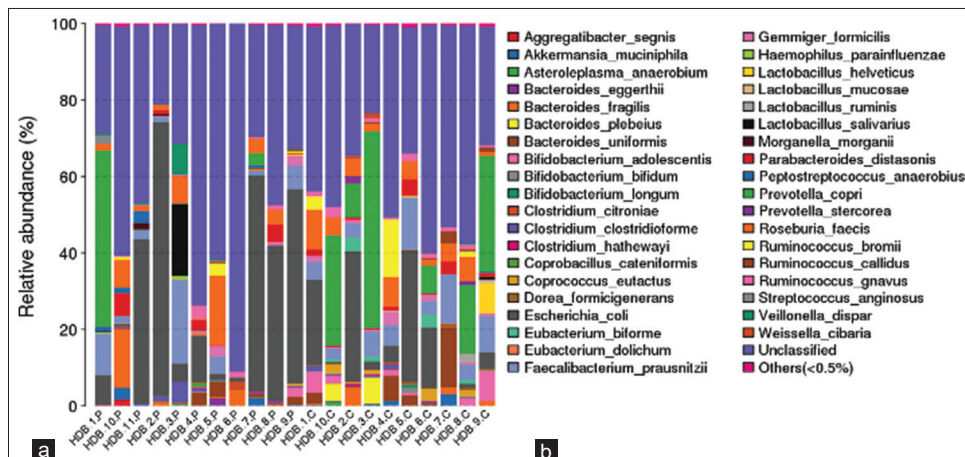 100
80
60
40
20
0
Relative abundance (%)
HDB 1.P
HDB 10.P
HDB 11.P
HDB 2.P
HDB 3.P
HDB 4.P
HDB 5.P
HDB 6.P
HDB 7.P
HDB 8.P
HDB 9.P
HDB 1.C
HDB 10.C
HDB 2.C
HDB 3.C
HDB 4.C
HDB 5.C
HDB 6.C
HDB 7.C
HDB 8.C
HDB 9.C
Aggregatibacter_segnis
Akkermansia_muciniphila
Asteroleplasma_anaerobium
Bacteroides_eggerthii
Bacteroides_fragilis
Bacteroides_plebeius
Bacteroides_uniformis
Bifidobacterium_adolescentis
Bifidobacterium_bifidum
Bifidobacterium_longum
Clostridium_citroniae
Clostridium_clostridioforme
Clostridium_hathewayi
Coprobacillus_cateniformis
Coprococcus_eutactus
Dorea_formicigenerans
Escherichia_coli
Eubacterium_biforme
Eubacterium_dolichum
Faecalibacterium_prausnitzii
Gemmiger_formicilis
Haemophilus_parainfluenzae
Lactobacillus_helveticus
Lactobacillus_mucosae
Lactobacillus_ruminis
Lactobacillus_salivarius
Morganella_morganii
Parabacteroides_distasonis
Peptostreptococcus_anaerobius
Prevotella_copri
Prevotella_stercorea
Roseburia_faecis
Ruminococcus_bromii
Ruminococcus_callidus
Ruminococcus_gnavus
Streptococcus_anginosus
Veillonella_dispar
Weissella_cibaria
Unclassified
Others(<0.5%)
a
b